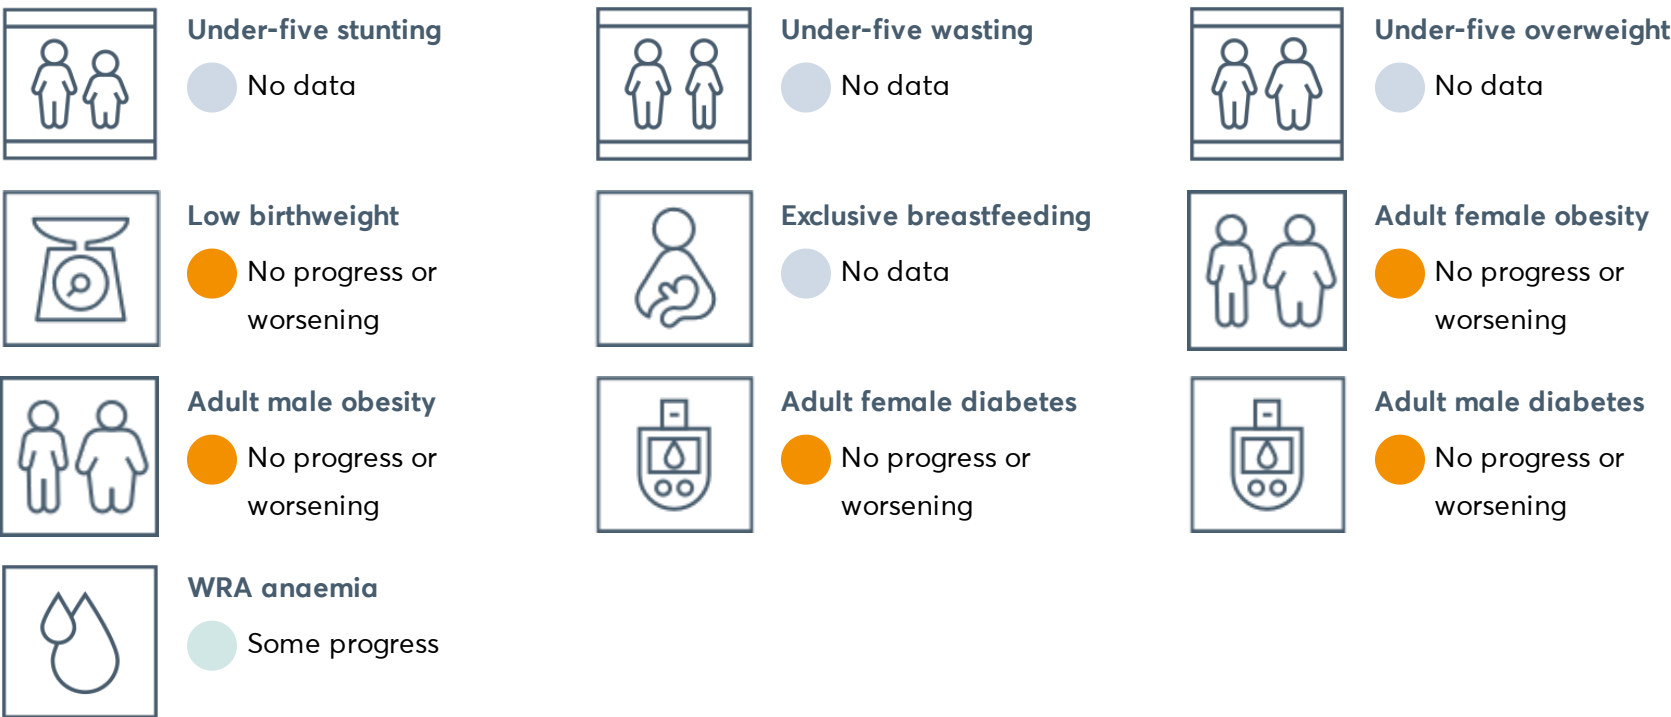 Under-five stunting
No data
Under-five wasting
No data
Under-five overweight
No data
Low birthweight
No progress or
worsening
Exclusive breastfeeding
No data
Adult female obesity
No progress or
worsening
Adult male obesity
No progress or
worsening
Adult female diabetes
No progress or
worsening
Adult male diabetes
No progress or
worsening
WRA anaemia
Some progress